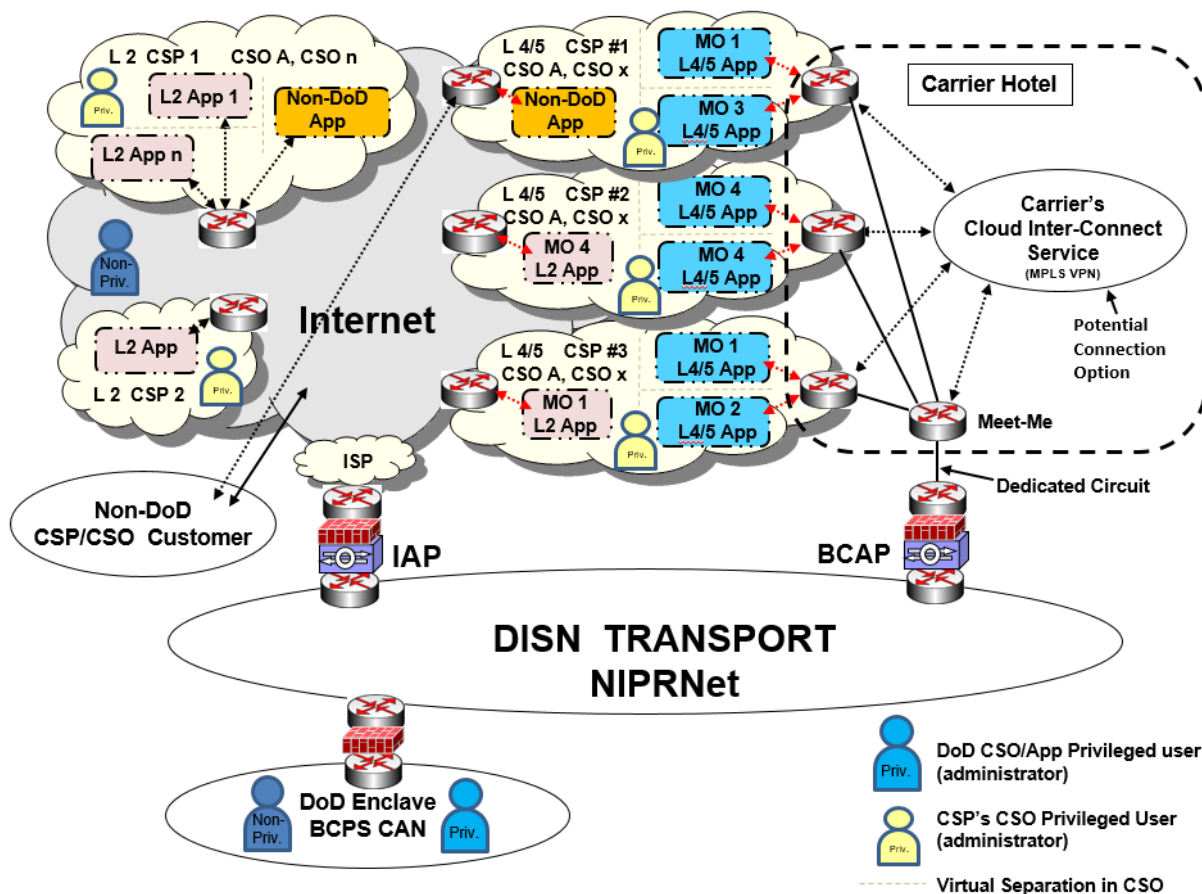 L 2 CSP 1 CSO A, CSO n
Priv.
L2 App 1
Non-DoD
App
L2 App n
Non-
Priv.
L2 App
Priv.
L 2 CSP 2
Internet
L 4/5 CSP #1
CSO A, CSO x
Non-DoD
App
Priv.
MO 1
L4/5 App
MO 3
L4/5 App
L 4/5 CSP #2
CSO A, CSO x
MO 4
L2 App
Priv.
MO 4
L4/5 App
MO 4
L4/5 App
L 4/5 CSP #3
CSO A, CSO x
MO 1
L2 App
Priv.
MO 1
L4/5 App
MO 2
L4/5 App
Carrier Hotel
Carrier's
Cloud Inter-Connect
Service
(MPLS VPN)
Potential
Connection
Option
Meet-Me
Dedicated Circuit
ISP
Non-DoD
CSP/CSO Customer
IAP
BCAP
DISN TRANSPORT
NIPRNet
DoD Enclave
BCPS CAN
Non-
Priv.
Priv.
Priv.
DoD CSO/App Privileged user
(administrator)
Priv.
CSP's CSO Privileged User
(administrator)
Virtual Separation in CSO